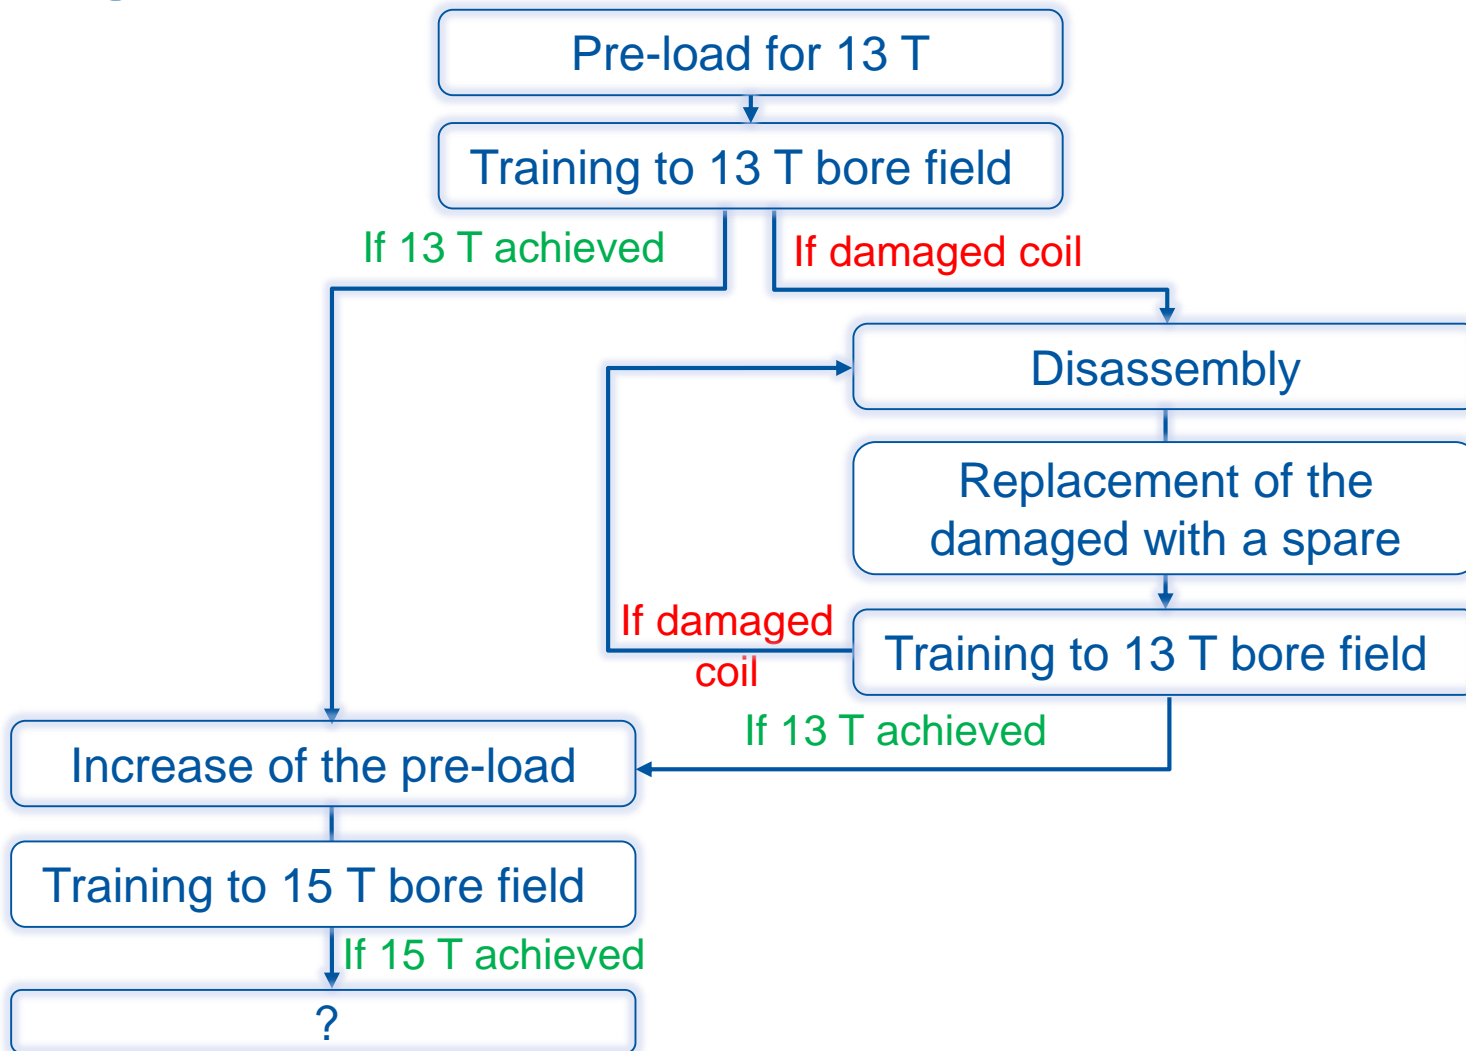 Pre-load for 13 T
Training to 13 T bore field
If 13 T achieved
If damaged coil
Disassembly
Replacement of the
damaged with a spare
If damaged
coil
Training to 13 T bore field
If 13 T achieved
Increase of the pre-load
Training to 15 T bore field
If 15 T achieved
?